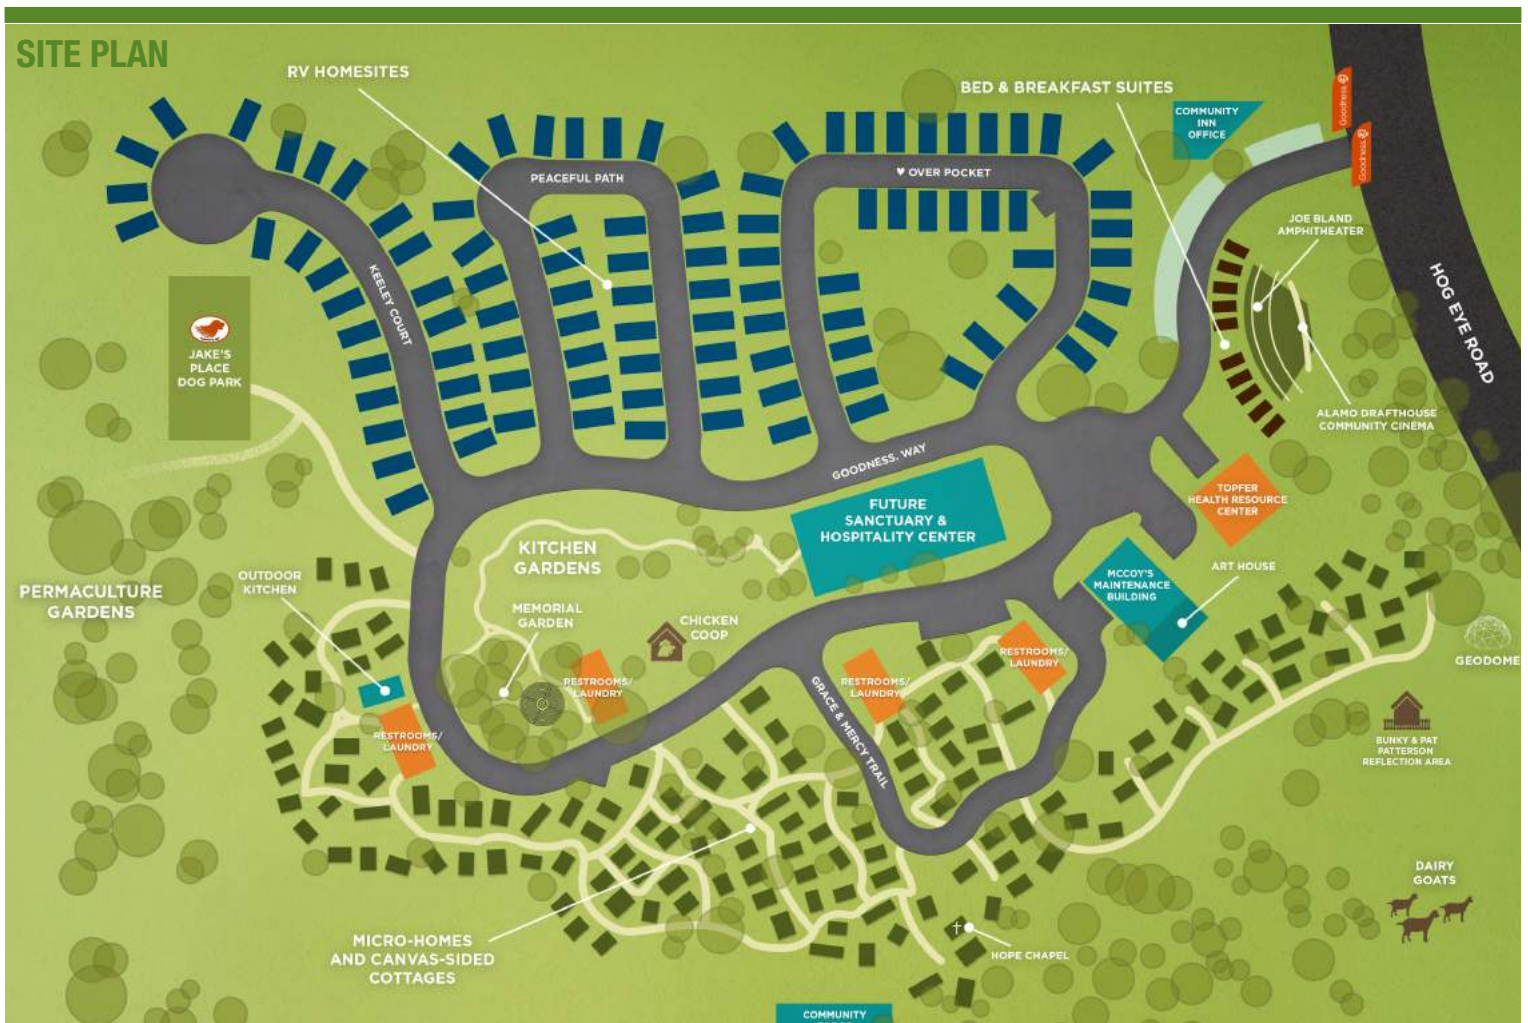 SITE PLAN
RV HOMESITES
BED & BREAKFAST SUITES
COMMUNITY
INN
OFFICE
Goodness
Goodness
PEACEFUL PATH
♥ OVER POCKET
JOE BLAND
AMPHITHEATER
HOG EYE ROAD
KEELEY COURT
JAKE'S
PLACE
DOG PARK
ALAMO DRAFTHOUSE
COMMUNITY CINEMA
GOODNESS. WAY
TOPFER
HEALTH RESOURCE
CENTER
FUTURE
SANCTUARY &
HOSPITALITY CENTER
KITCHEN
GARDENS
OUTDOOR
KITCHEN
PERMACULTURE
GARDENS
MEMORIAL
GARDEN
CHICKEN
COOP
MCCOY'S
MAINTENANCE
BUILDING
ART HOUSE
GEODOME
RESTROOMS/
LAUNDRY
RESTROOMS/
LAUNDRY
RESTROOMS/
LAUNDRY
RESTROOMS/
LAUNDRY
GRACE & MERCY TRAIL
BUNKY & PAT
PATTERSON
REFLECTION AREA
DAIRY
GOATS
MICRO-HOMES
AND CANVAS-SIDED
COTTAGES
HOPE CHAPEL
COMMUNITY